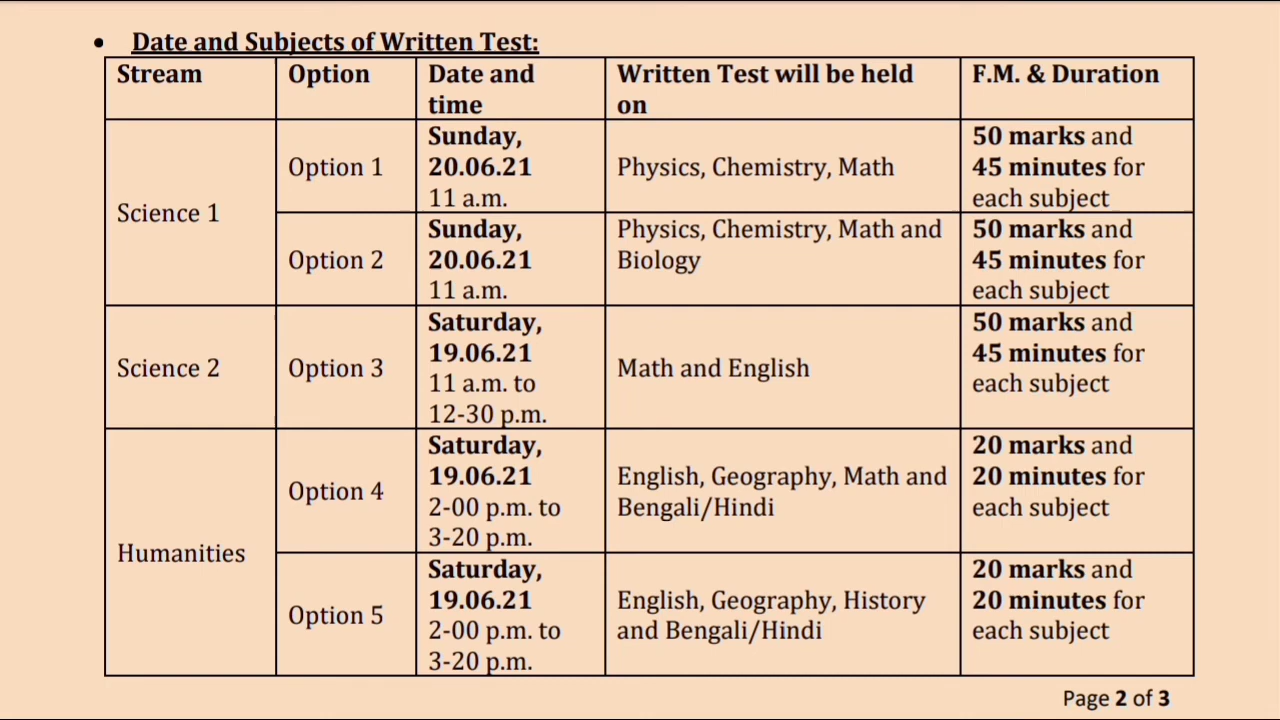 • Date and Subjects of Written Test:
Stream
Option
Date and
time
Written Test will be held
on
F.M. & Duration
Science 1
Option 1
Sunday,
20.06.21
11 a.m.
Physics, Chemistry, Math
50 marks and
45 minutes for
each subject
Option 2
Sunday,
20.06.21
11 a.m.
Physics, Chemistry, Math and
Biology
50 marks and
45 minutes for
each subject
Science 2
Option 3
Saturday,
19.06.21
11 a.m. to
12-30 p.m.
Math and English
50 marks and
45 minutes for
each subject
Humanities
Option 4
Saturday,
19.06.21
2-00 p.m. to
3-20 p.m.
English, Geography, Math and
Bengali/Hindi
20 marks and
20 minutes for
each subject
Option 5
Saturday,
19.06.21
2-00 p.m. to
3-20 p.m.
English, Geography, History
and Bengali/Hindi
20 marks and
20 minutes for
each subject
Page 2 of 3